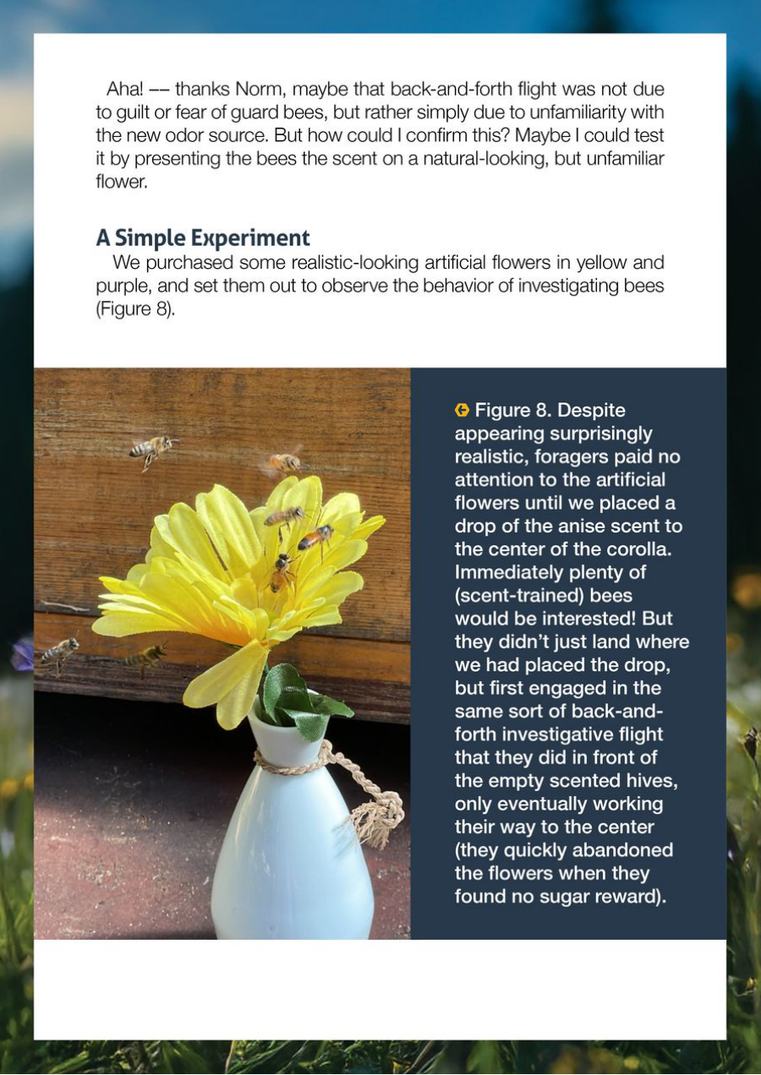 Aha! –– thanks Norm, maybe that back-and-forth flight was not due
to guilt or fear of guard bees, but rather simply due to unfamiliarity with
the new odor source. But how could I confirm this? Maybe I could test
it by presenting the bees the scent on a natural-looking, but unfamiliar
flower.
A Simple Experiment
We purchased some realistic-looking artificial flowers in yellow and
purple, and set them out to observe the behavior of investigating bees
(Figure 8).
Figure 8. Despite
appearing surprisingly
realistic, foragers paid no
attention to the artificial
flowers until we placed a
drop of the anise scent to
the center of the corolla.
Immediately plenty of
(scent-trained) bees
would be interested! But
they didn’t just land where
we had placed the drop,
but first engaged in the
same sort of back-and-
forth investigative flight
that they did in front of
the empty scented hives,
only eventually working
their way to the center
(they quickly abandoned
the flowers when they
found no sugar reward).